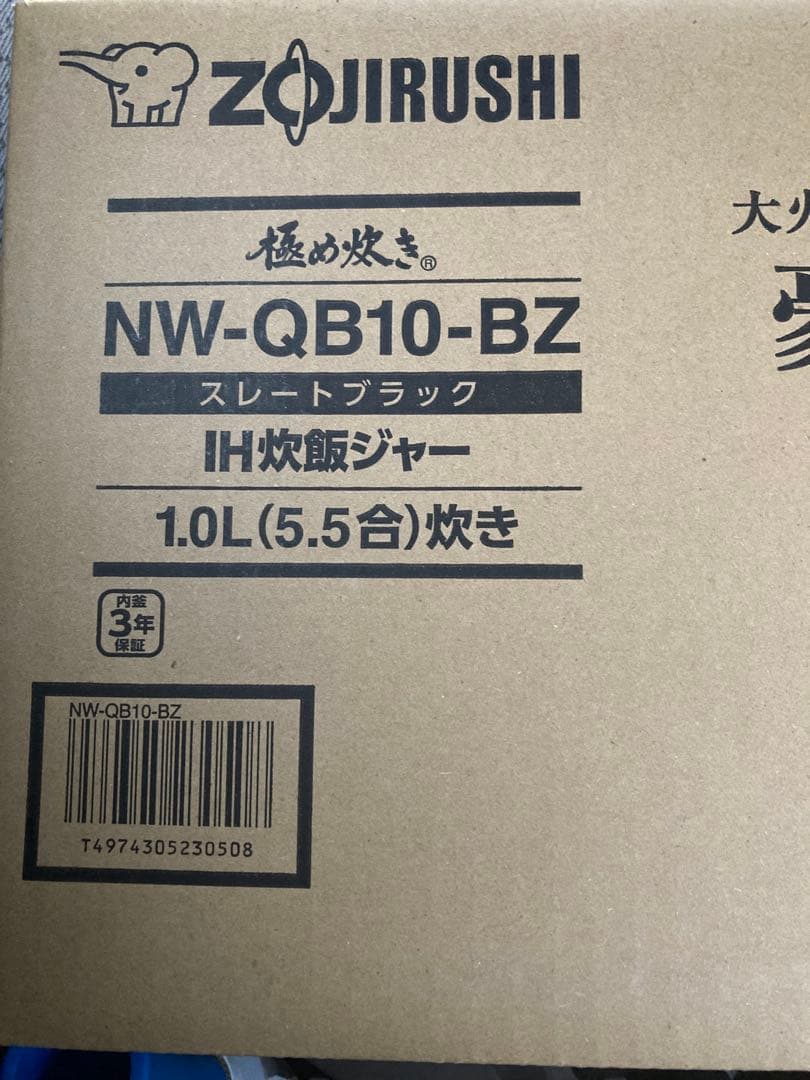 ZOJIRUSHI
極め炊き®
NW-QB10-BZ
スレートブラック
IH炊飯ジャー
1.0L(5.5合)炊き
内釜
3年
保証
NW-QB10-BZ
T4974305230508
大火
豪